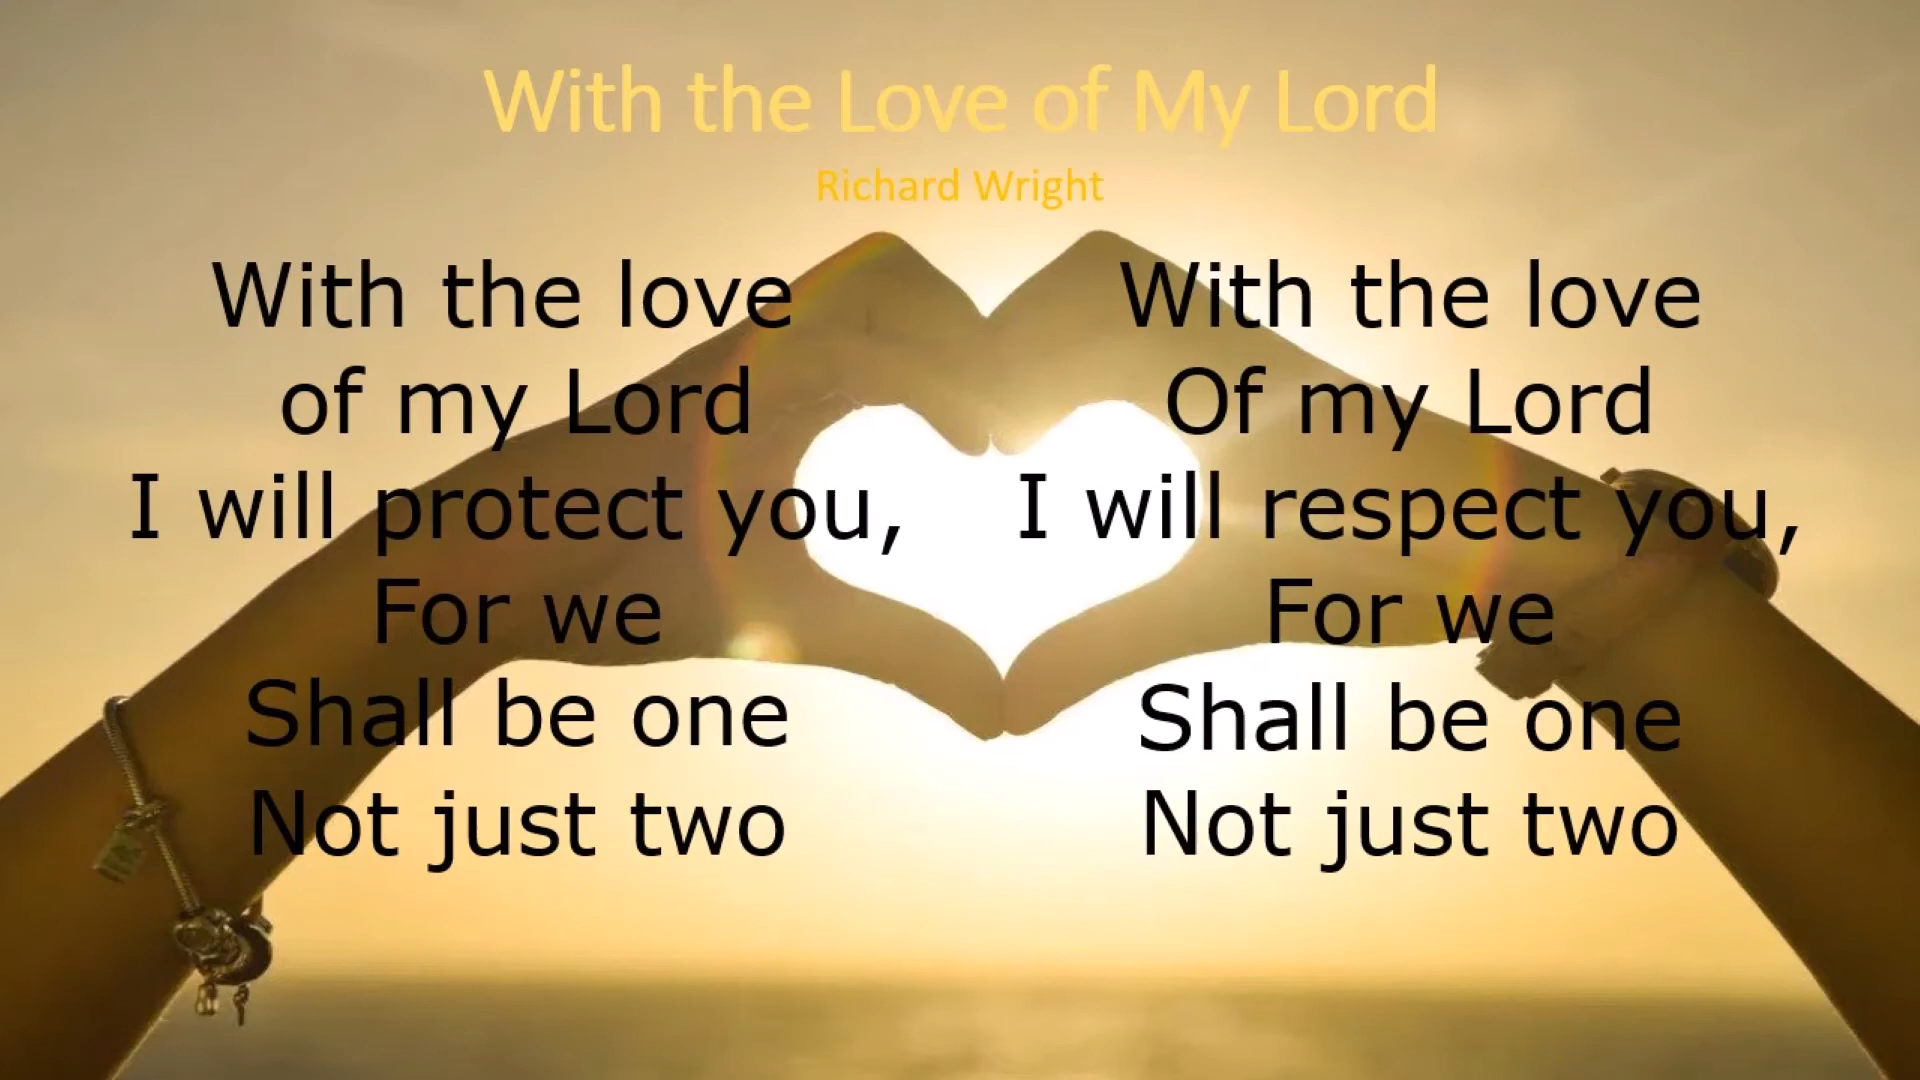 With the Love of My Lord
Richard Wright
With the love
of my Lord
I will protect you,
For we
Shall be one
Not just two
With the love
Of my Lord
I will respect you,
For we
Shall be one
Not just two